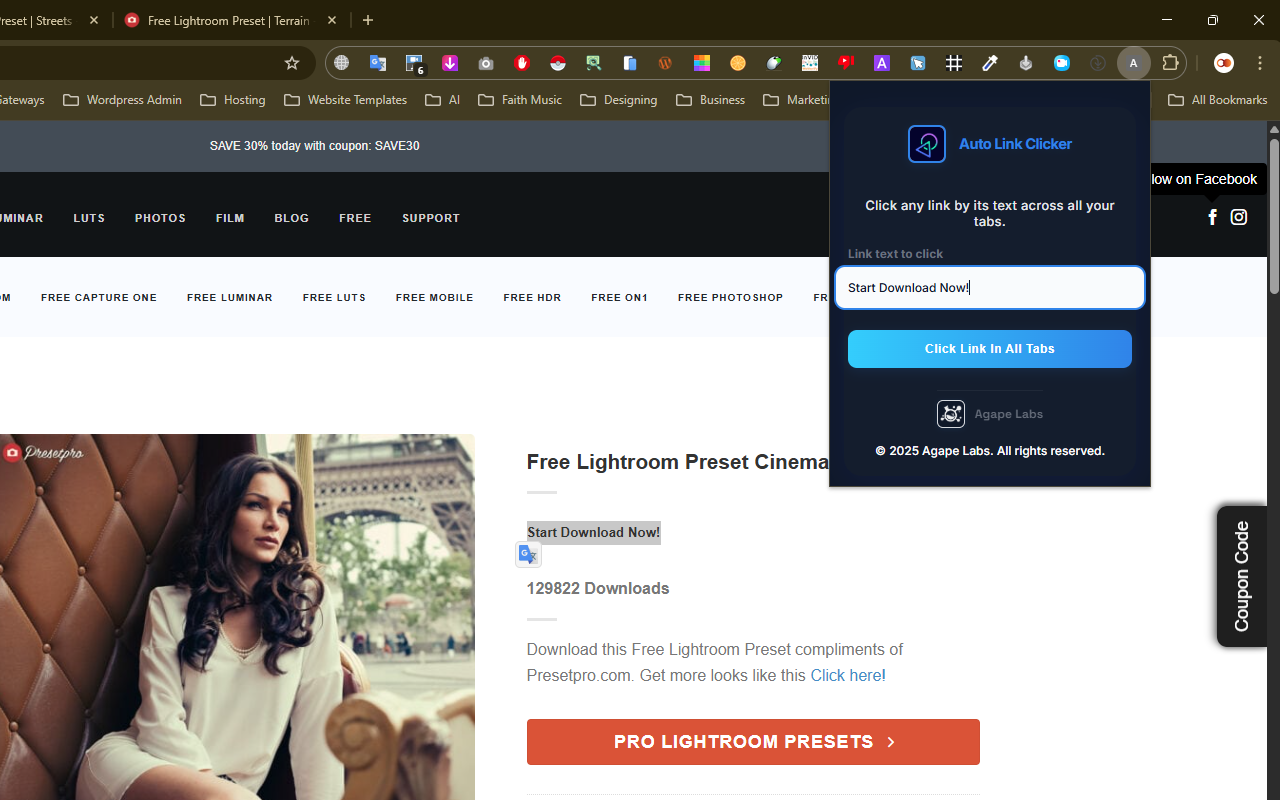 reset | Streets
Free Lightroom Preset | Terrain
6
A
A
ateways
Wordpress Admin
Hosting
Website Templates
AI
Faith Music
Designing
Business
Marketi
All Bookmarks
SAVE 30% today with coupon: SAVE30
Auto Link Clicker
low on Facebook
UMINAR
LUTS
PHOTOS
FILM
BLOG
FREE
SUPPORT
Click any link by its text across all your
tabs.
Link text to click
Start Download Now!
OM
FREE CAPTURE ONE
FREE LUMINAR
FREE LUTS
FREE MOBILE
FREE HDR
FREE ON1
FREE PHOTOSHOP
FR
Click Link In All Tabs
Agape Labs
© 2025 Agape Labs. All rights reserved.
Presetpro
Free Lightroom Preset Cinema
Start Download Now!
129822 Downloads
Download this Free Lightroom Preset compliments of
Presetpro.com. Get more looks like this Click here!
PRO LIGHTROOM PRESETS
Coupon Code